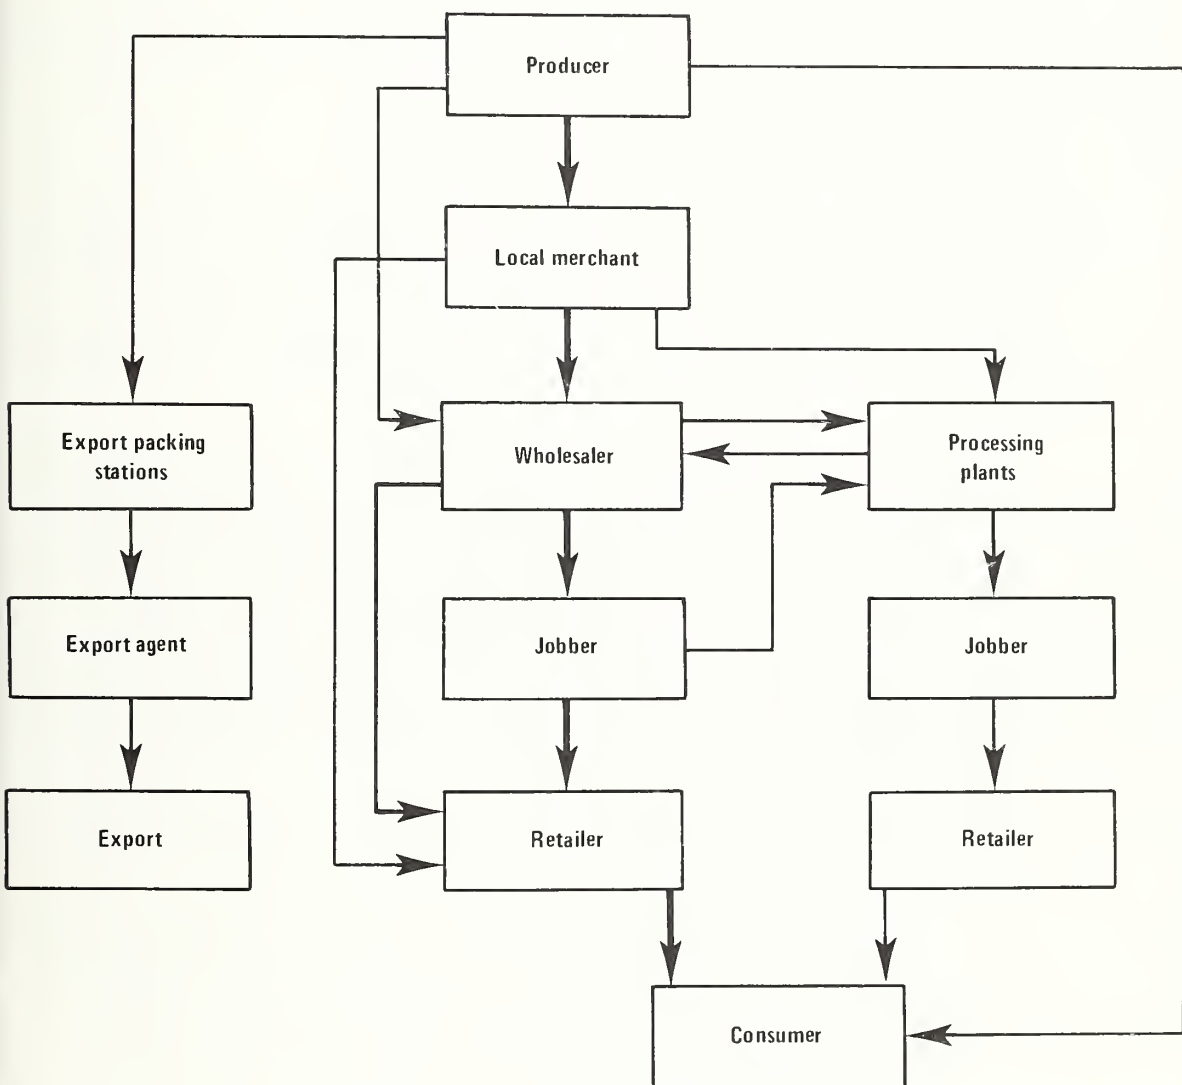 Producer
Local merchant
Export packing
stations
Wholesaler
Processing
plants
Export agent
Jobber
Jobber
Export
Retailer
Retailer
Consumer